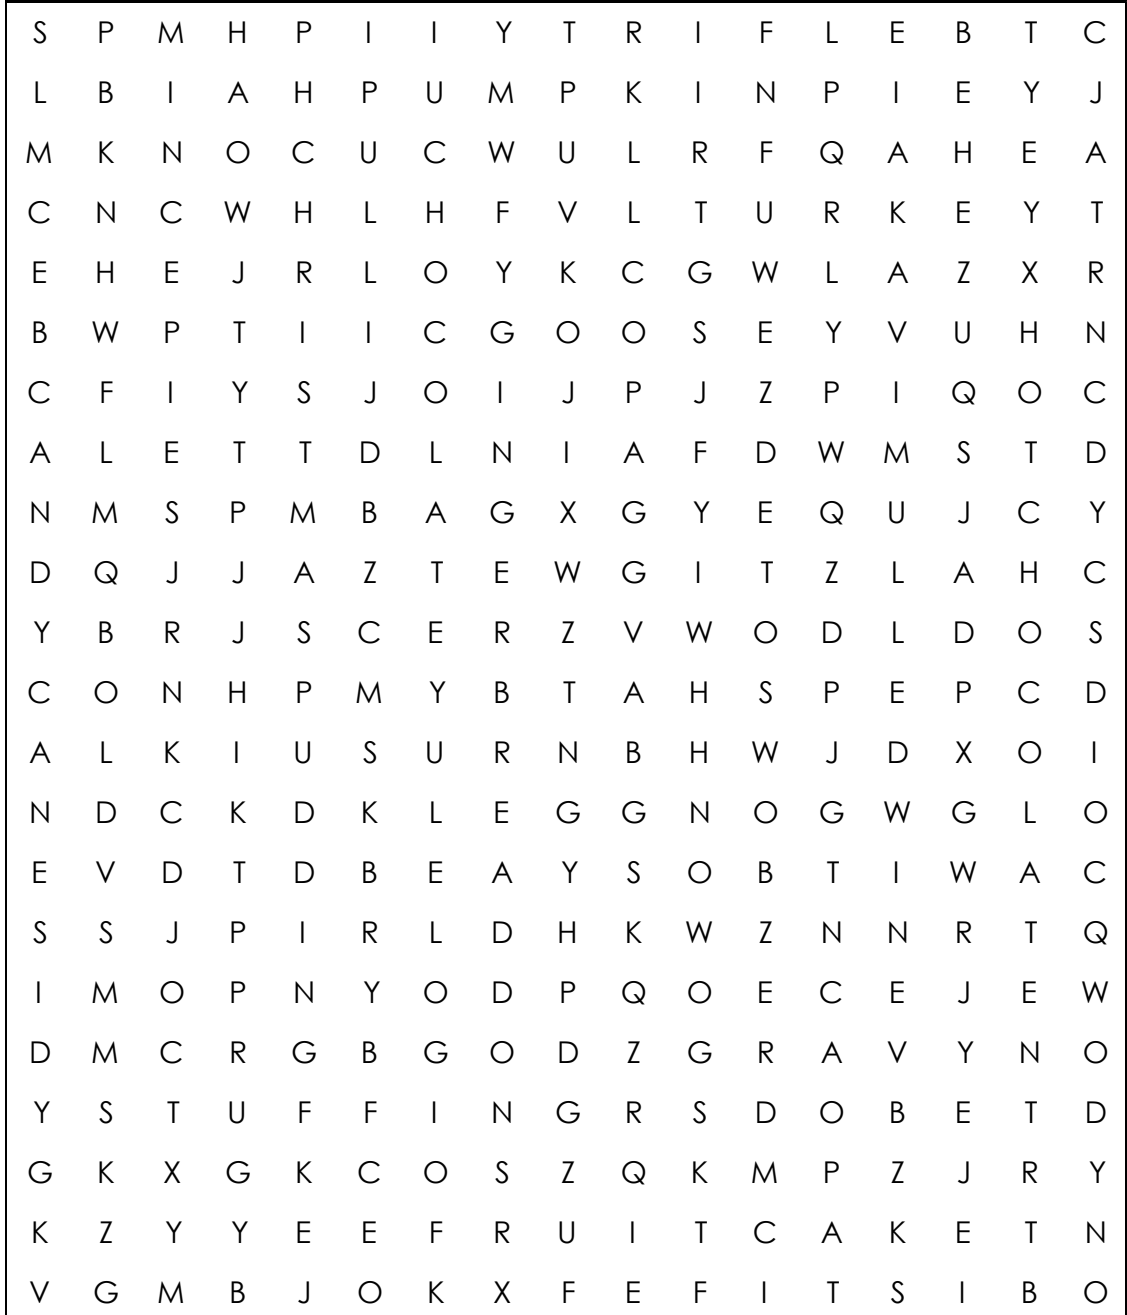 S P M H P I I Y T R I F L E B T C
L B I A H P U M P K I N P I E Y J
M K N O C U C W U L R F Q A H E A
C N C W H L H F V L T U R K E Y T
E H E J R L O Y K C G W L A Z X R
B W P T I I C G O O S E Y V U H N
C F I Y S J O I J P J Z P I Q O C
A L E T T D L N I A F D W M S T D
N M S P M B A G X G Y E Q U J C Y
D Q J J A Z T E W G I T Z L A H C
Y B R J S C E R Z V W O D L D O S
C O N H P M Y B T A H S P E P C D
A L K I U S U R N B H W J D X O I
N D C K D K L E G G N O G W G L O
E V D T D B E A Y S O B T I W A C
S S J P I R L D H K W Z N N R T Q
I M O P N Y O D P Q O E C E J E W
D M C R G B G O D Z G R A V Y N O
Y S T U F F I N G R S D O B E T D
G K X G K C O S Z Q K M P Z J R Y
K Z Y Y E E F R U I T C A K E T N
V G M B J O K X F E F I T S I B O